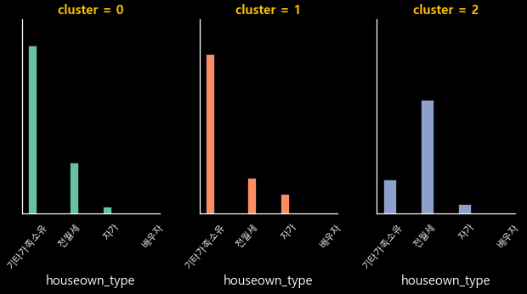 cluster = 0
cluster = 1
cluster = 2
기타가족소유
전월세
자가
배우자
기타가족소유
전월세
자가
배우자
기타가족소유
전월세
자가
배우자
houseown_type
houseown_type
houseown_type